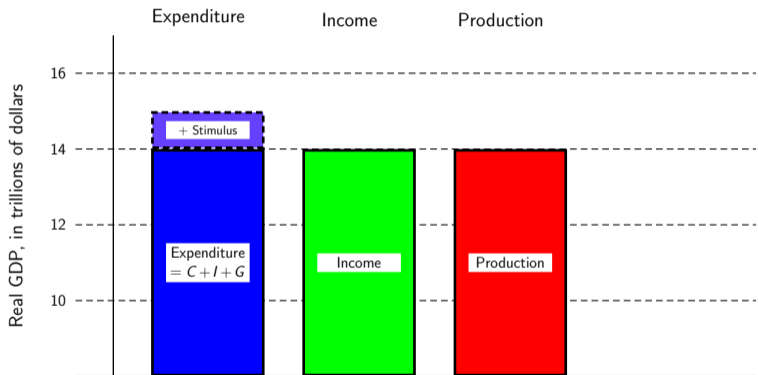 Expenditure
Income
Production
Real GDP, in trillions of dollars
16
14
12
10
+ Stimulus
Expenditure
= C + I + G
Income
Production